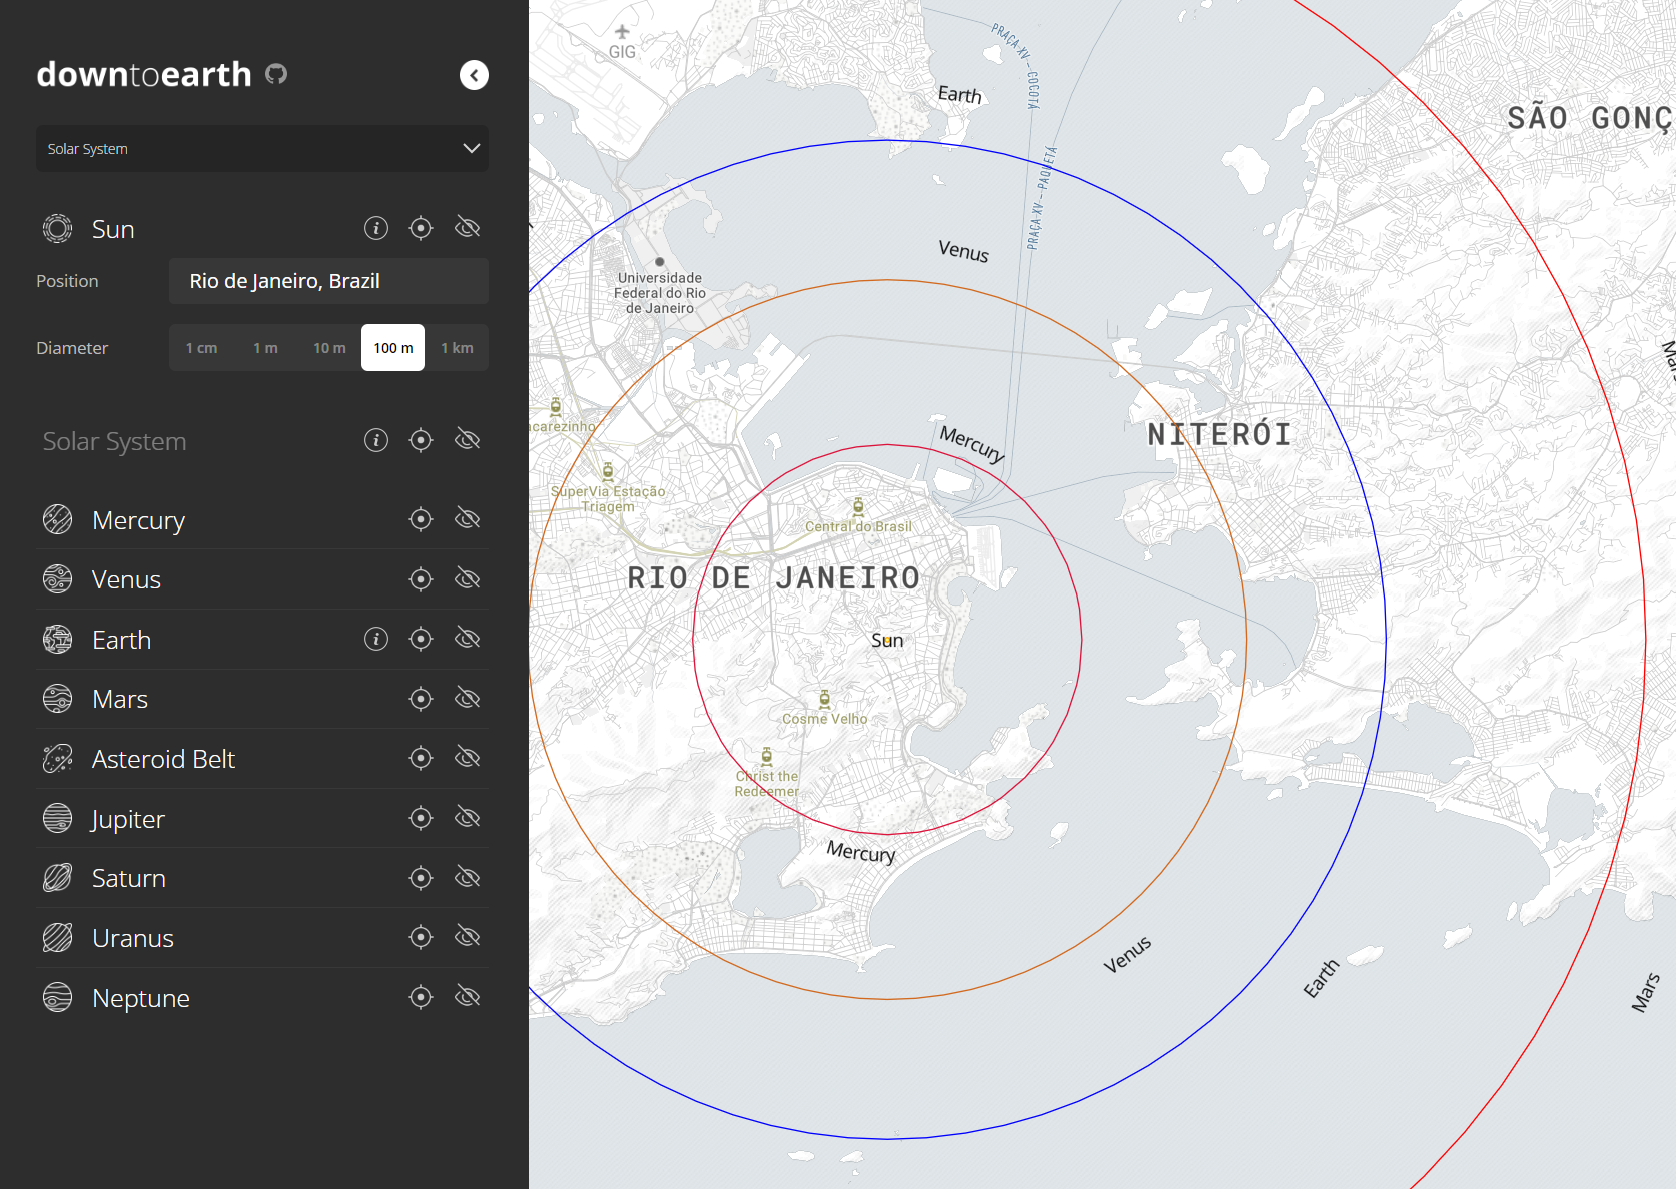 downtoearth
Solar System
Sun
Position
Rio de Janeiro, Brazil
Diameter
1 cm
1 m
10 m
100 m
1 km
Solar System
Mercury
Venus
Earth
Mars
Asteroid Belt
Jupiter
Saturn
Uranus
Neptune
GIG
PRAÇA XV – COCOTÁ
Earth
SÃO GONÇ
PRAÇA XV – PAQUETÁ
Venus
Universidade
Federal do Rio
de Janeiro
Mars
acarezinho
Mercury
NITERÓI
SuperVia Estação
Triagem
Central do Brasil
RIO DE JANEIRO
Sun
Cosme Velho
Christ the
Redeemer
Mercury
Venus
Earth
Mars